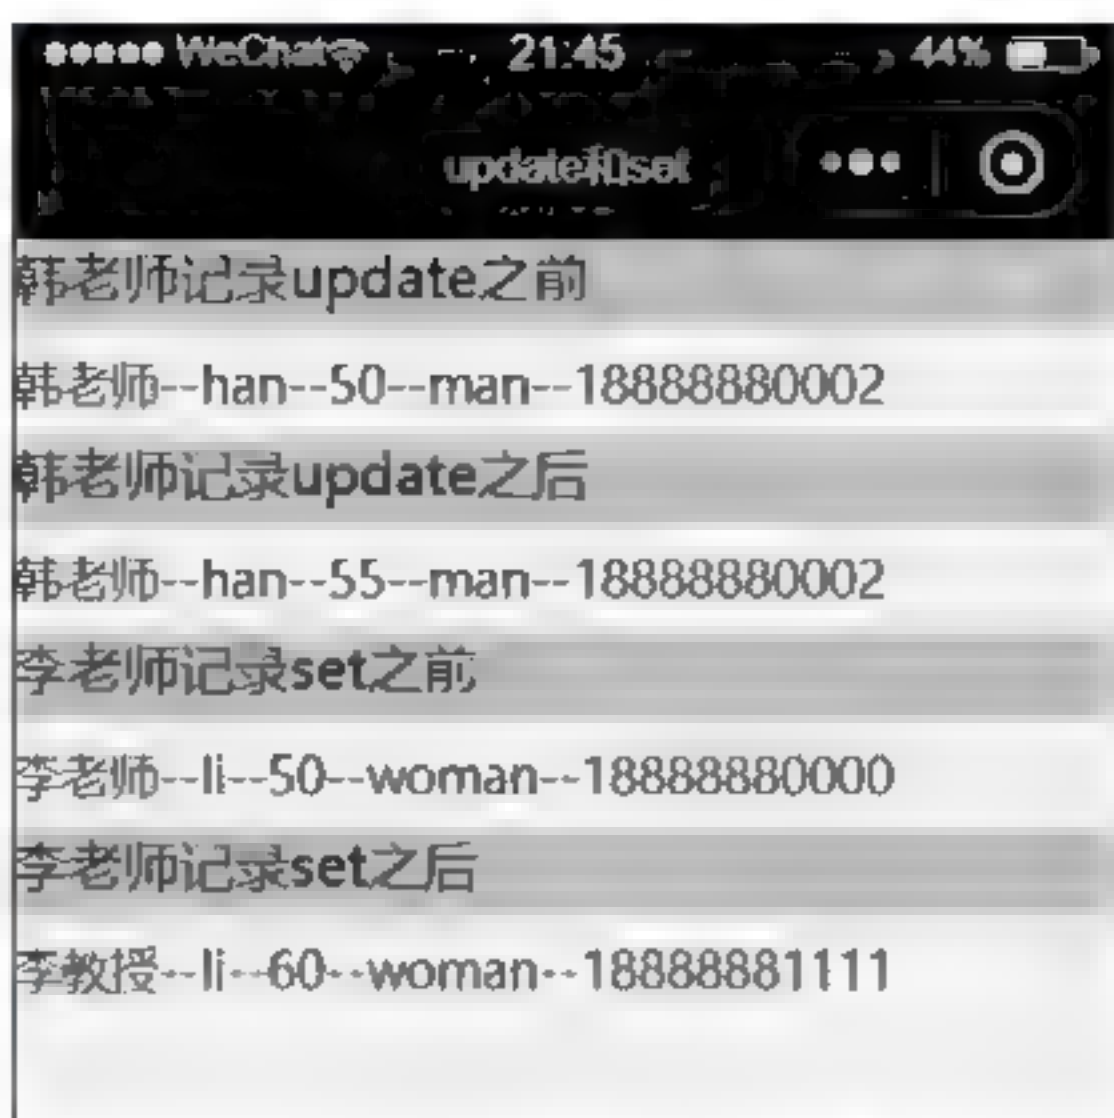 WeChat 21:45 44%
update和set
韩老师记录update之前
韩老师--han--50--man--18888880002
韩老师记录update之后
韩老师--han--55--man--18888880002
李老师记录set之前
李老师--li--50--woman--18888880000
李老师记录set之后
李教授--li--60--woman--18888881111